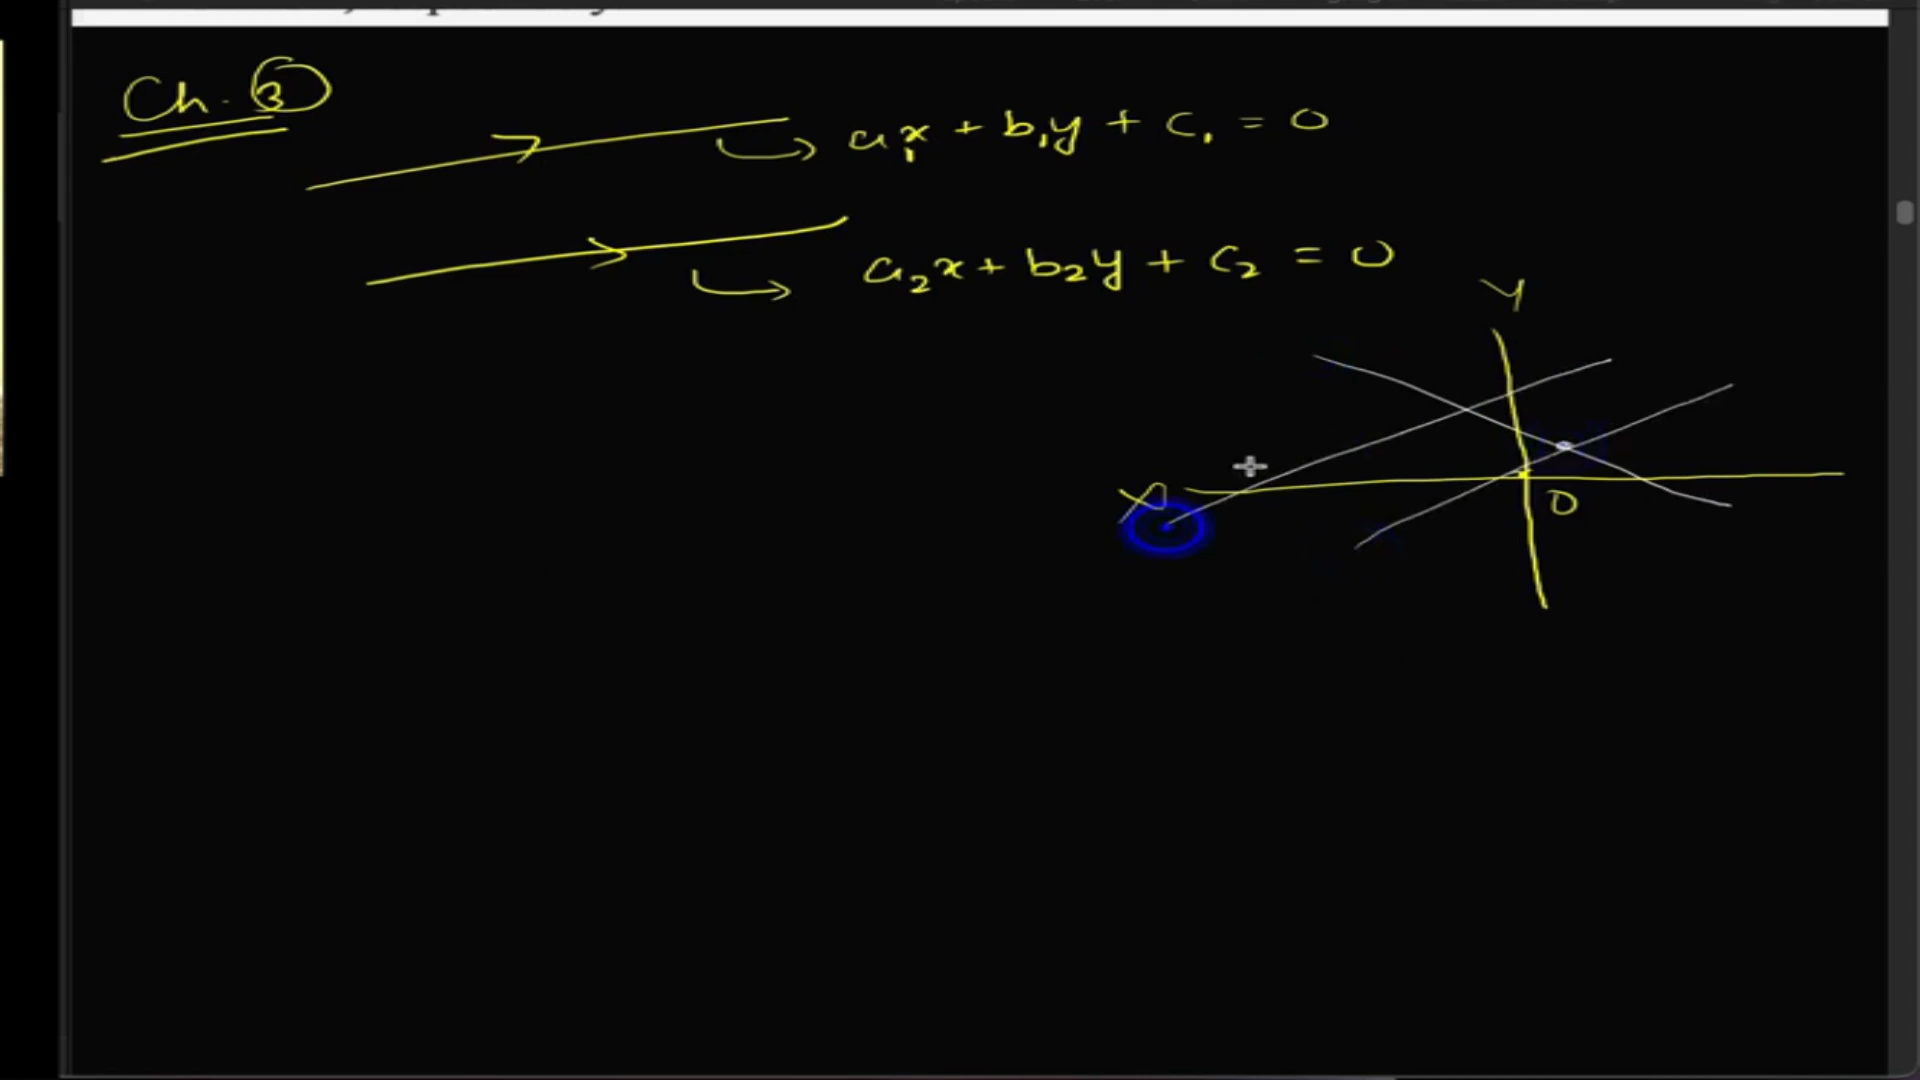 Ch. 3
a₁x + b₁y + c₁ = 0
a₂x + b₂y + c₂ = 0
Y
X
O